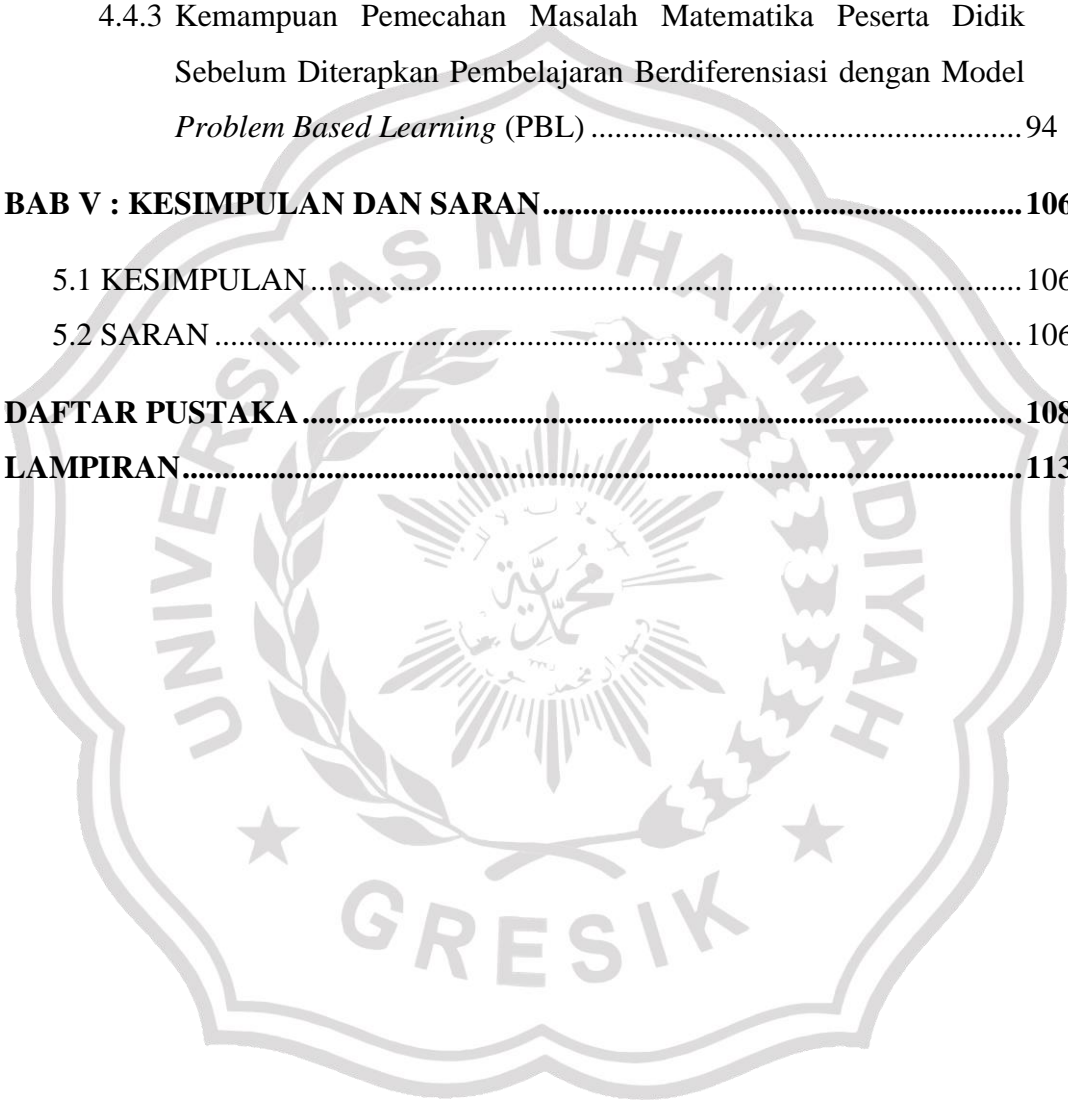 4.4.3 Kemampuan Pemecahan Masalah Matematika Peserta Didik
Sebelum Diterapkan Pembelajaran Berdiferensiasi dengan Model
Problem Based Learning (PBL) ................................................ 94
BAB V : KESIMPULAN DAN SARAN ................................................ 106
5.1 KESIMPULAN ................................................ 106
5.2 SARAN ................................................ 106
DAFTAR PUSTAKA ................................................ 108
LAMPIRAN ................................................ 113
UNIVERSITAS MUHAMMADIYAH
GRESIK